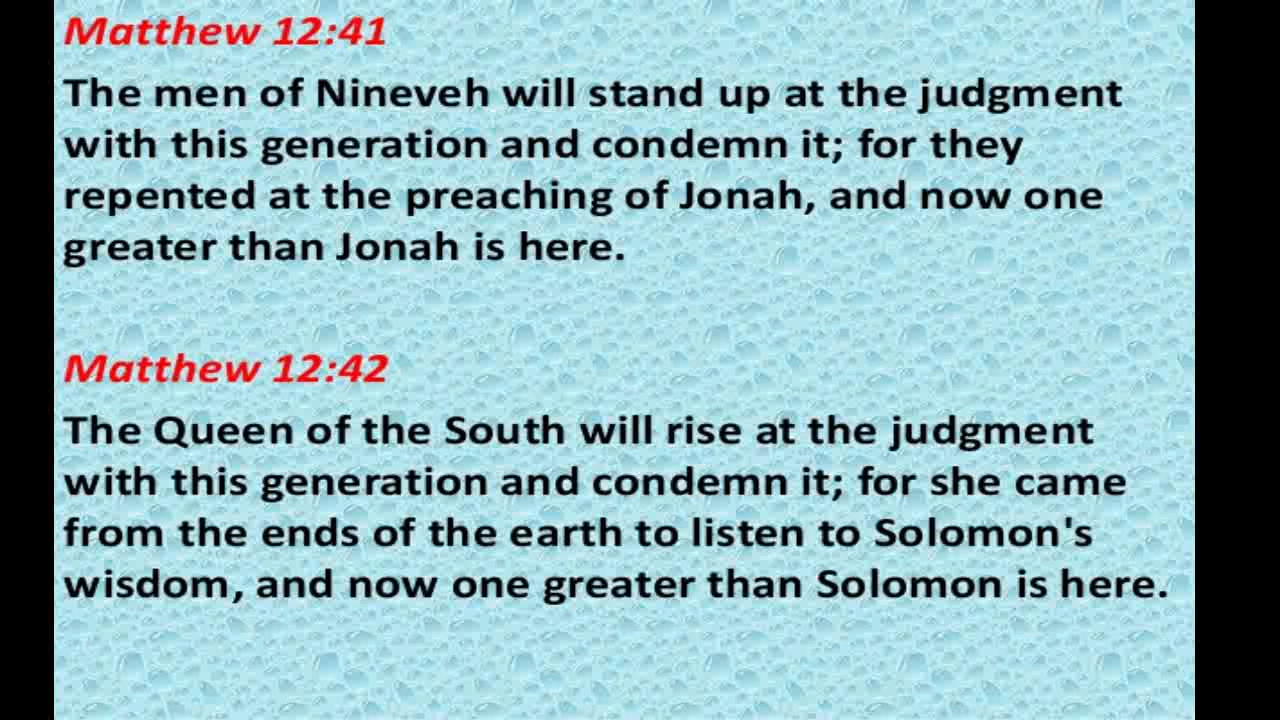 Matthew 12:41
The men of Nineveh will stand up at the judgment
with this generation and condemn it; for they
repented at the preaching of Jonah, and now one
greater than Jonah is here.
Matthew 12:42
The Queen of the South will rise at the judgment
with this generation and condemn it; for she came
from the ends of the earth to listen to Solomon's
wisdom, and now one greater than Solomon is here.